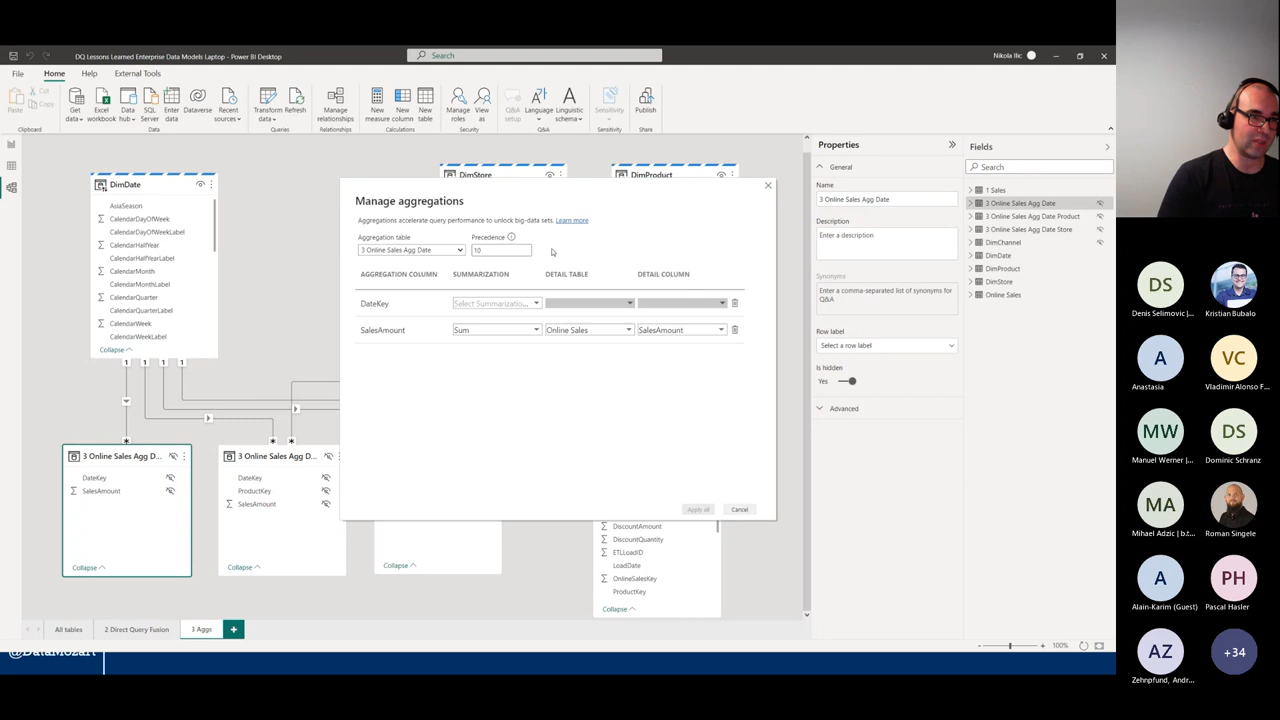 DQ Lessons Learned Enterprise Data Models Laptop - Power BI Desktop
Search
Nikola Ilic
File
Home
Help
External Tools
Paste
Cut
Copy
Get data
Excel workbook
Data hub
SQL Server
Enter data
Dataverse
Recent sources
Transform data
Refresh
Manage relationships
New measure
New column
New table
Manage roles
View as
Q&A setup
Language
Linguistic schema
Sensitivity
Publish
Clipboard
Data
Queries
Relationships
Calculations
Security
Q&A
Sensitivity
Share
DimDate
AsiaSeason
CalendarDayOfWeek
CalendarDayOfWeekLabel
CalendarHalfYear
CalendarHalfYearLabel
CalendarMonth
CalendarMonthLabel
CalendarQuarter
CalendarQuarterLabel
CalendarWeek
CalendarWeekLabel
Collapse
1 1 1 1
DimStore
DimProduct
Manage aggregations
Aggregations accelerate query performance to unlock big-data sets. Learn more
Aggregation table
Precedence
3 Online Sales Agg Date
10
AGGREGATION COLUMN
SUMMARIZATION
DETAIL TABLE
DETAIL COLUMN
DateKey
Select Summarizatio...
SalesAmount
Sum
Online Sales
SalesAmount
Apply all
Cancel
3 Online Sales Agg D...
DateKey
SalesAmount
Collapse
3 Online Sales Agg D...
DateKey
ProductKey
SalesAmount
Collapse
Collapse
DiscountAmount
DiscountQuantity
ETLLoadID
LoadDate
OnlineSalesKey
ProductKey
Collapse
All tables
2 Direct Query Fusion
3 Aggs
100%
@DataMozart
Properties
General
Name
3 Online Sales Agg Date
Description
Enter a description
Synonyms
Enter a comma-separated list of synonyms for Q&A
Row label
Select a row label
Is hidden
Yes
Advanced
Fields
Search
1 Sales
3 Online Sales Agg Date
3 Online Sales Agg Date Product
3 Online Sales Agg Date Store
DimChannel
DimDate
DimProduct
DimStore
Online Sales
DS
Denis Selimovic |...
Kristian Bubalo
A
Anastasia
VC
Vladimir Alonso F...
MW
Manuel Werner |...
DS
Dominic Schranz
MA
Mihael Adzic | b.t...
Roman Singele
A
Alain-Karim (Guest)
PH
Pascal Hasler
AZ
Zehnpfund, Andr...
+34